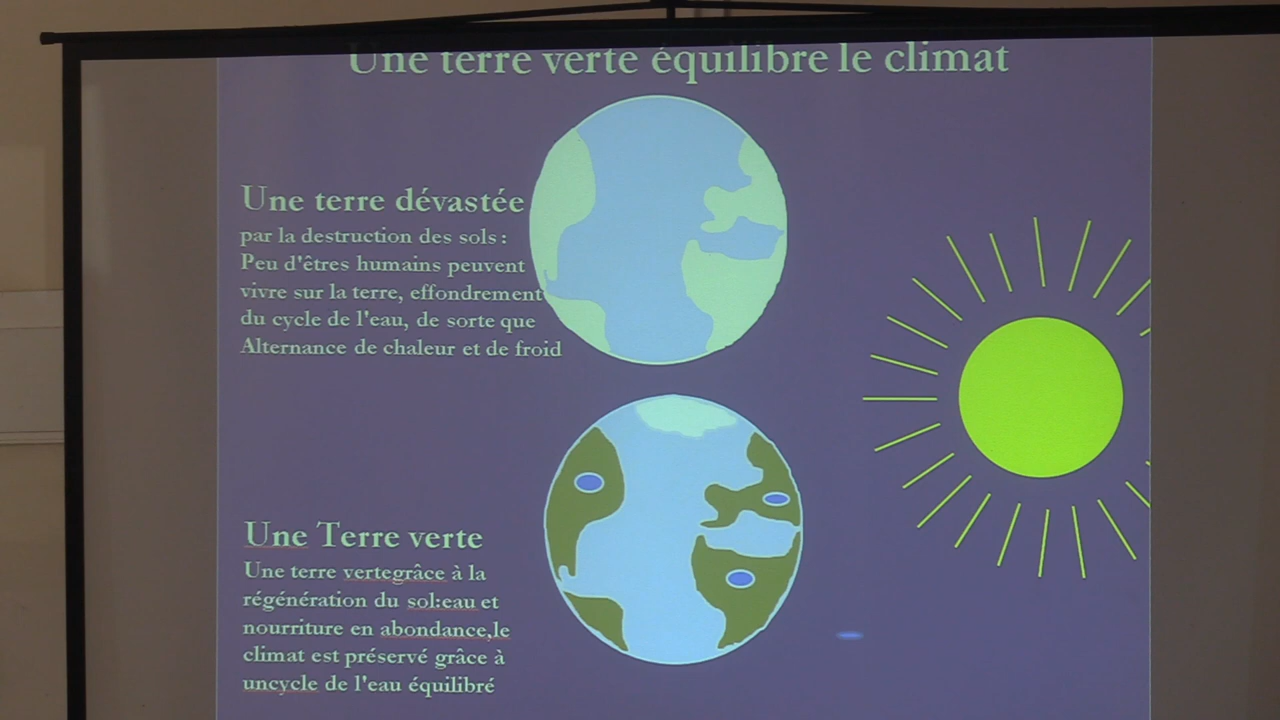 Une terre verte équilibre le climat
Une terre dévastée
par la destruction des sols :
Peu d'êtres humains peuvent
vivre sur la terre, effondrement
du cycle de l'eau, de sorte que
Alternance de chaleur et de froid
Une Terre verte
Une terre vertegrâce à la
régénération du sol:eau et
nourriture en abondance,le
climat est préservé grâce à
uncycle de l'eau équilibré